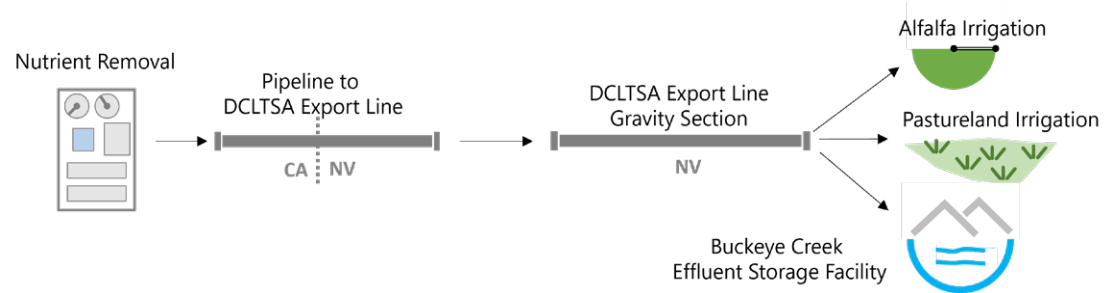 Nutrient Removal
Pipeline to
DCLTSA Export Line
CA
NV
DCLTSA Export Line
Gravity Section
NV
Alfalfa Irrigation
Pastureland Irrigation
Buckeye Creek
Effluent Storage Facility